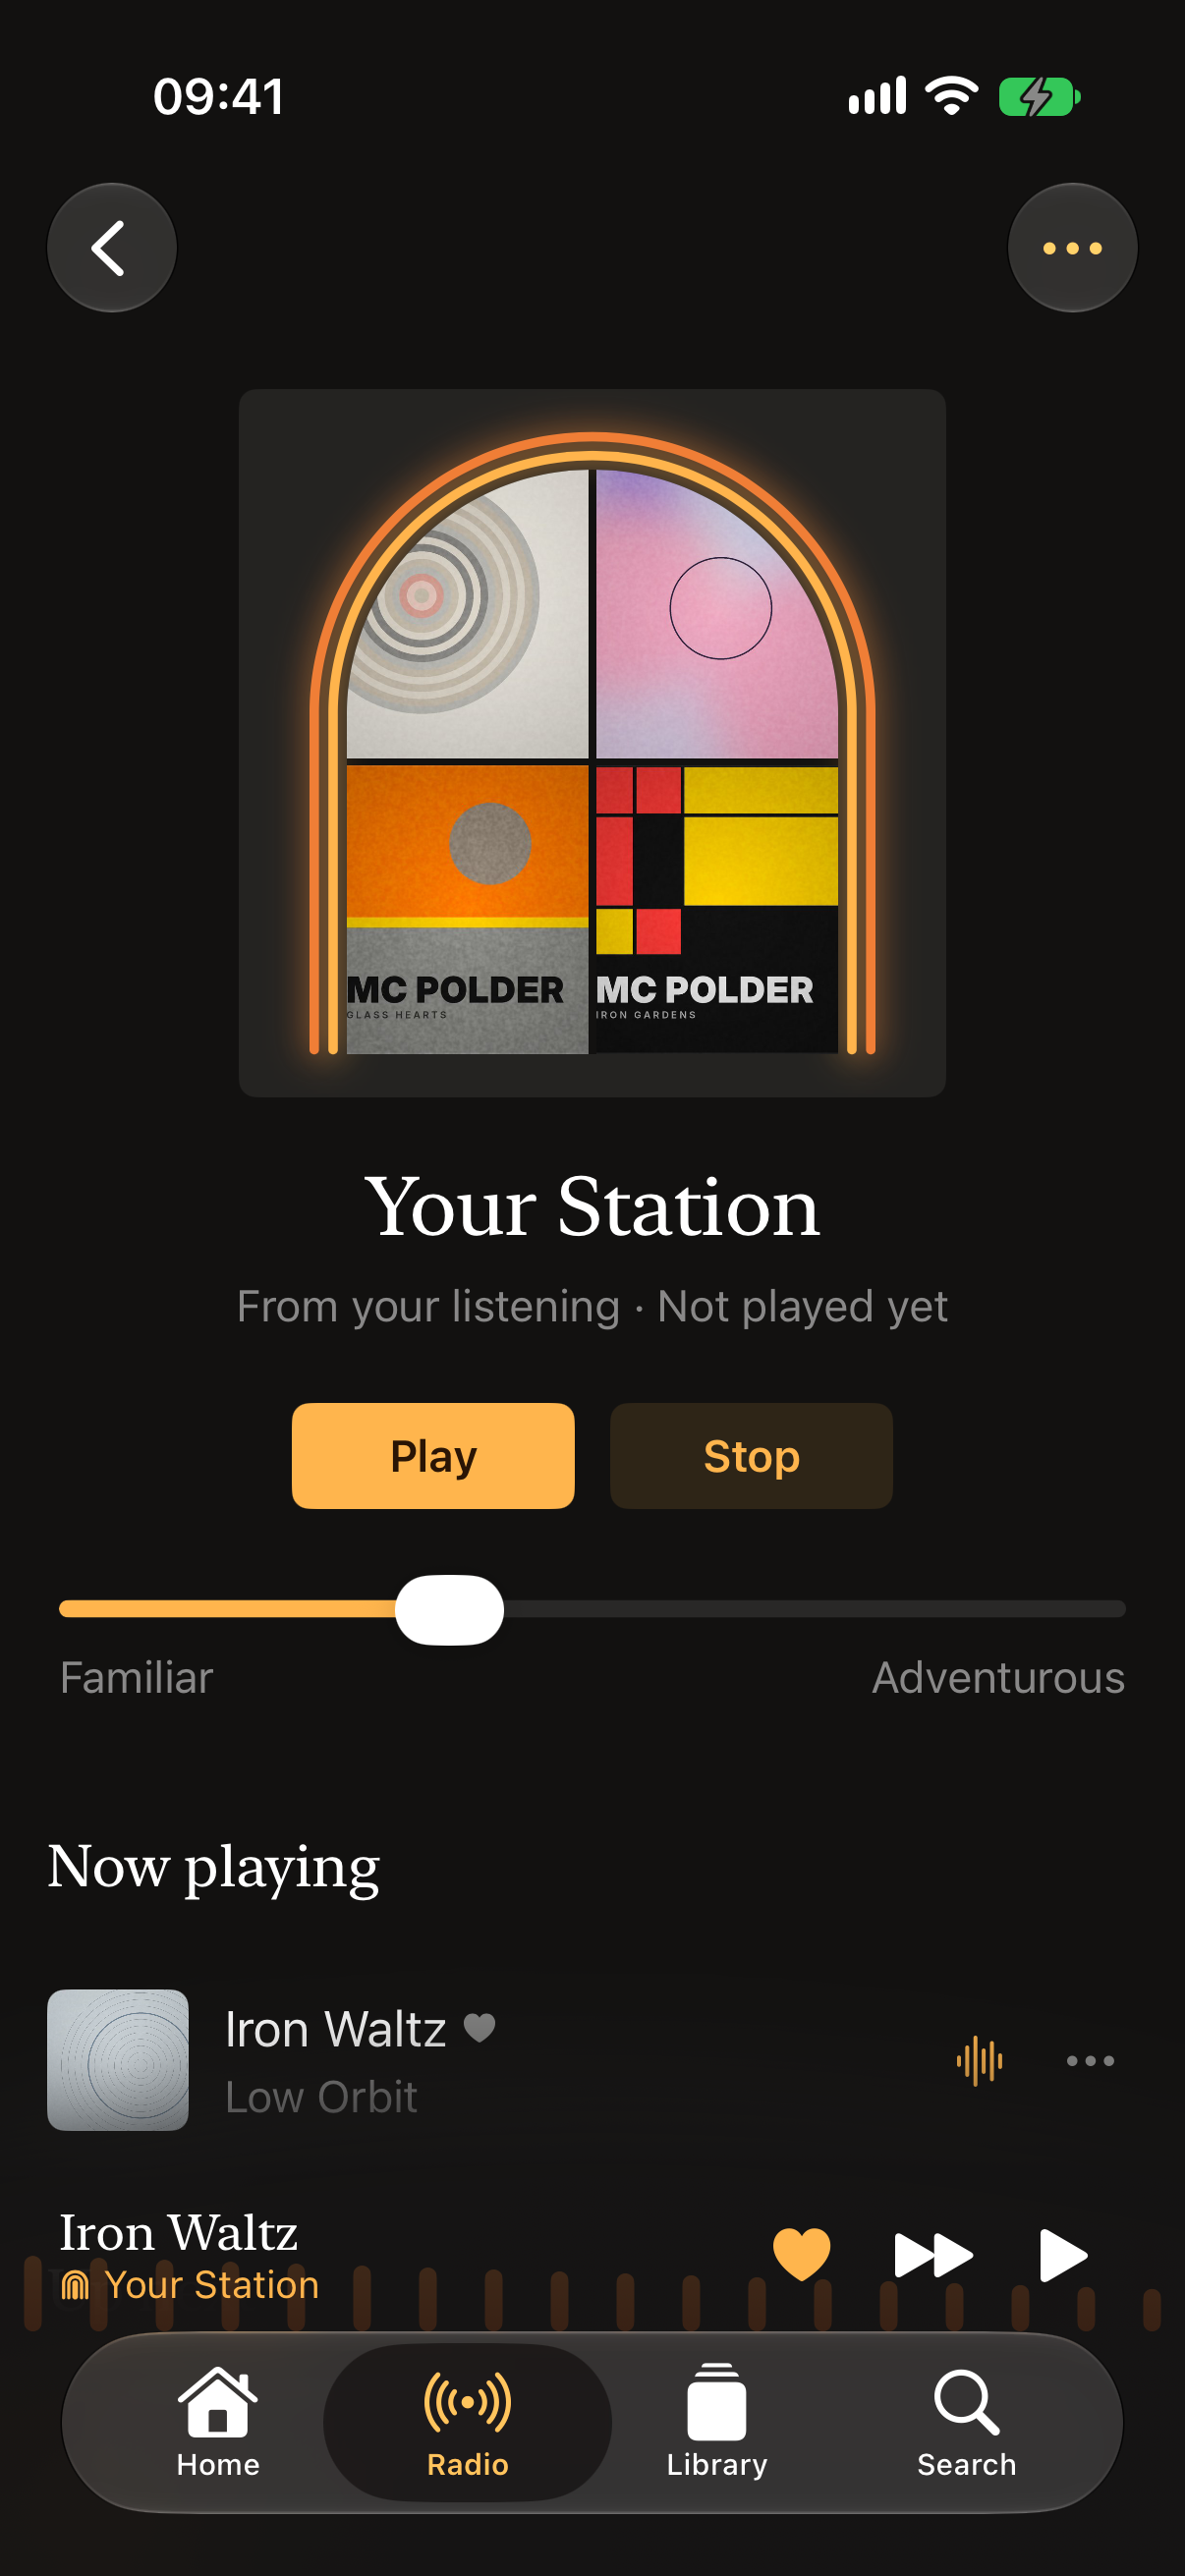 09:41
MC POLDER
GLASS HEARTS
MC POLDER
IRON GARDENS
Your Station
From your listening · Not played yet
Play
Stop
Familiar
Adventurous
Now playing
Iron Waltz
Low Orbit
Iron Waltz
Your Station
Home
Radio
Library
Search